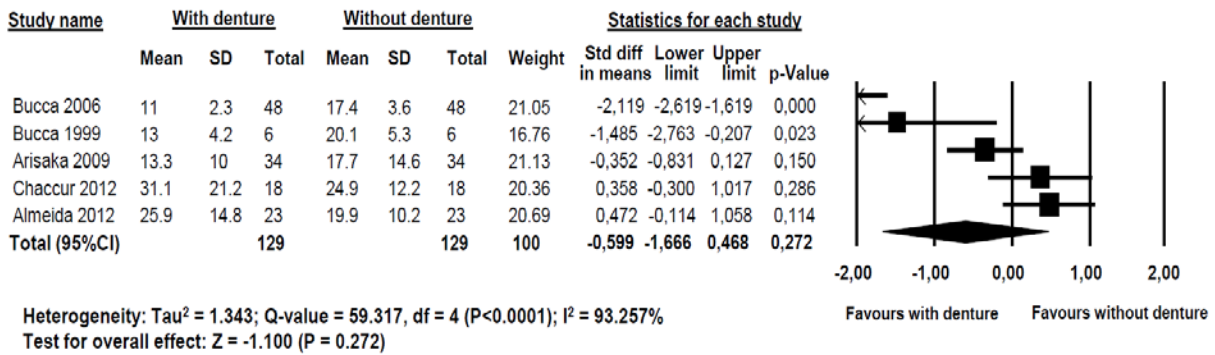 Study name With denture Without denture Statistics for each study
Mean SD Total Mean SD Total Weight Std diff in means Lower limit Upper limit p-Value
Bucca 2006 11 2.3 48 17.4 3.6 48 21.05 -2,119 -2,619 -1,619 0,000
Bucca 1999 13 4.2 6 20.1 5.3 6 16.76 -1,485 -2,763 -0,207 0,023
Arisaka 2009 13.3 10 34 17.7 14.6 34 21.13 -0,352 -0,831 0,127 0,150
Chaccur 2012 31.1 21.2 18 24.9 12.2 18 20.36 0,358 -0,300 1,017 0,286
Almeida 2012 25.9 14.8 23 19.9 10.2 23 20.69 0,472 -0,114 1,058 0,114
Total (95%CI) 129 129 100 -0,599 -1,666 0,468 0,272
-2,00 -1,00 0,00 1,00 2,00
Favours with denture Favours without denture
Heterogeneity: Tau² = 1.343; Q-value = 59.317, df = 4 (P<0.0001); I² = 93.257%
Test for overall effect: Z = -1.100 (P = 0.272)